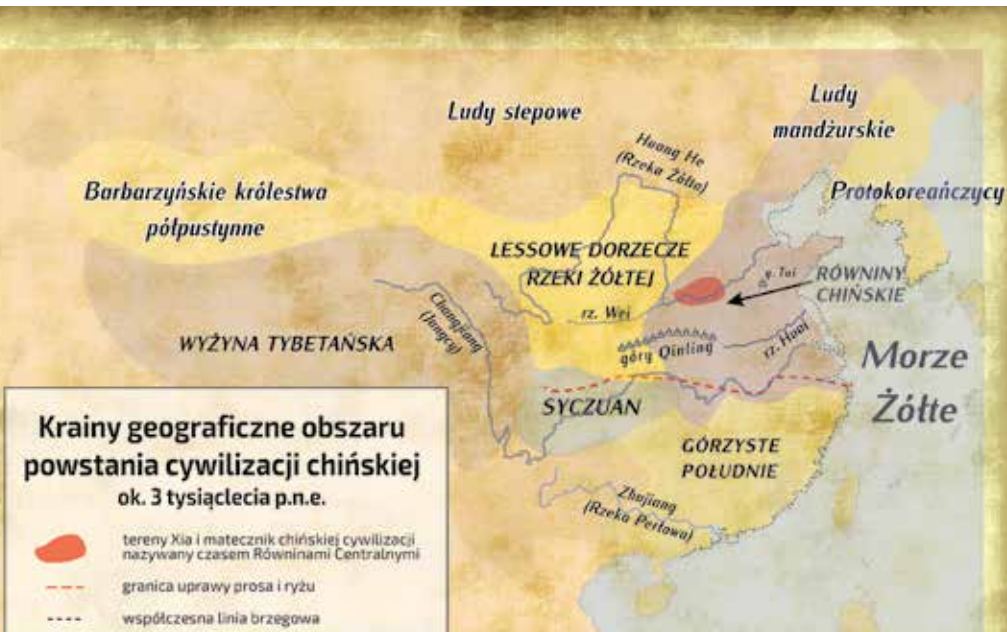 Ludy stepowe
Ludy
mandżurskie
Huang He
(Rzeka Żółta)
Barbarzyńskie królestwa
półpustynne
Protokoreańczycy
LESSOWE DORZECZE
RZEKI ŻÓŁTEJ
RÓWNINY
CHIŃSKIE
rz. Wei
Changjiang
(Jangcy)
WYŻYNA TYBETAŃSKA
góry Qinling
rz. Huai
Morze
Żółte
SYCZUAN
GÓRZYSTE
POŁUDNIE
Zhujiang
(Rzeka Perłowa)
Krainy geograficzne obszaru
powstania cywilizacji chińskiej
ok. 3 tysiąclecia p.n.e.
tereny Xia i matecznik chińskiej cywilizacji
nazywany czasem Równinami Centralnymi
granica uprawy prosa i ryżu
współczesna linia brzegowa